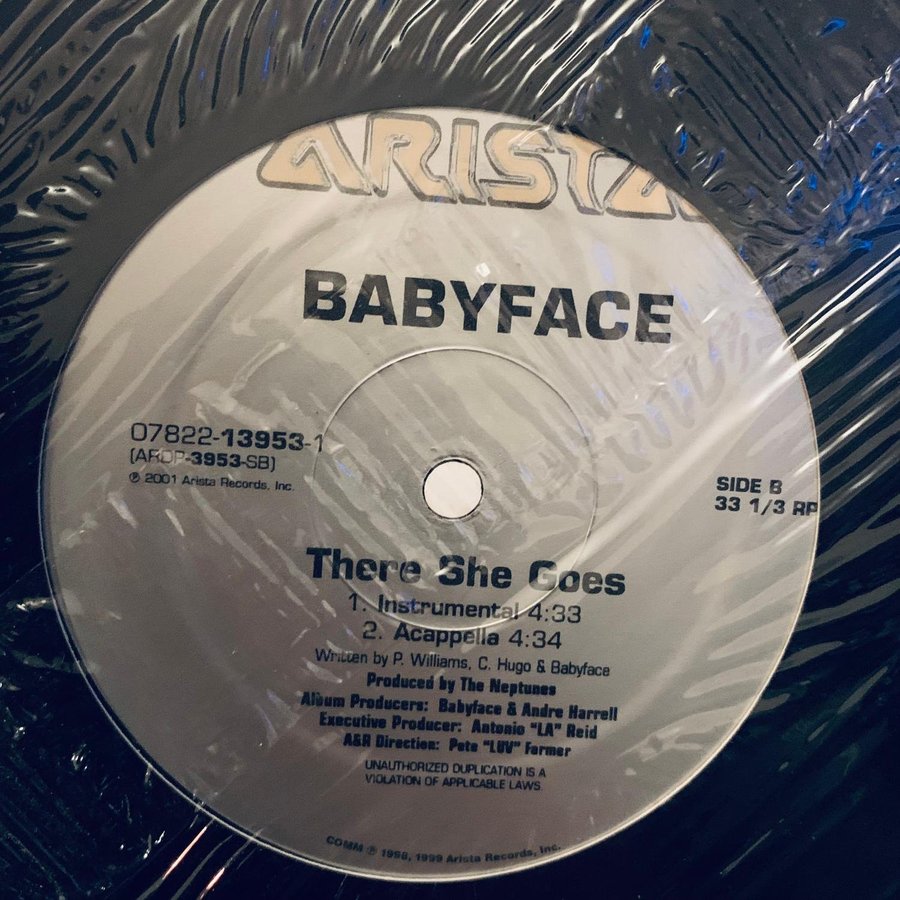 ARISTA
BABYFACE
07822-13953-1
(ARDP-3953-SB)
℗ 2001 Arista Records, Inc.
SIDE B
33 1/3 RP
There She Goes
1. Instrumental 4:33
2. Acappella 4:34
Written by P. Williams, C. Hugo & Babyface
Produced by The Neptunes
Album Producers: Babyface & Andre Harrell
Executive Producer: Antonio "LA" Reid
A&R Direction: Pete "LUV" Farmer
UNAUTHORIZED DUPLICATION IS A
VIOLATION OF APPLICABLE LAWS.
COMM ℗ 1998, 1999 Arista Records, Inc.